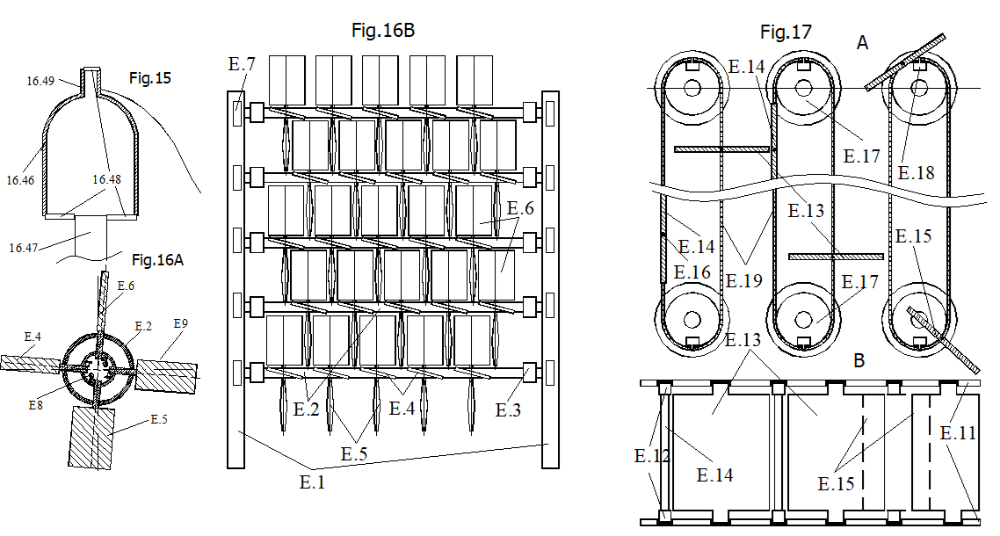 Fig.15
16.49
16.46
16.48
16.47
Fig.16A
E.6
E.4
E.2
E9
E8
E.5
Fig.16B
E.7
E.6
E.2
E.4
E.3
E.5
E.1
Fig.17
A
E.14
E.17
E.18
E.13
E.15
E.14
E.16
E.19
E.17
E.13
B
E.12
E.14
E.15
E.11